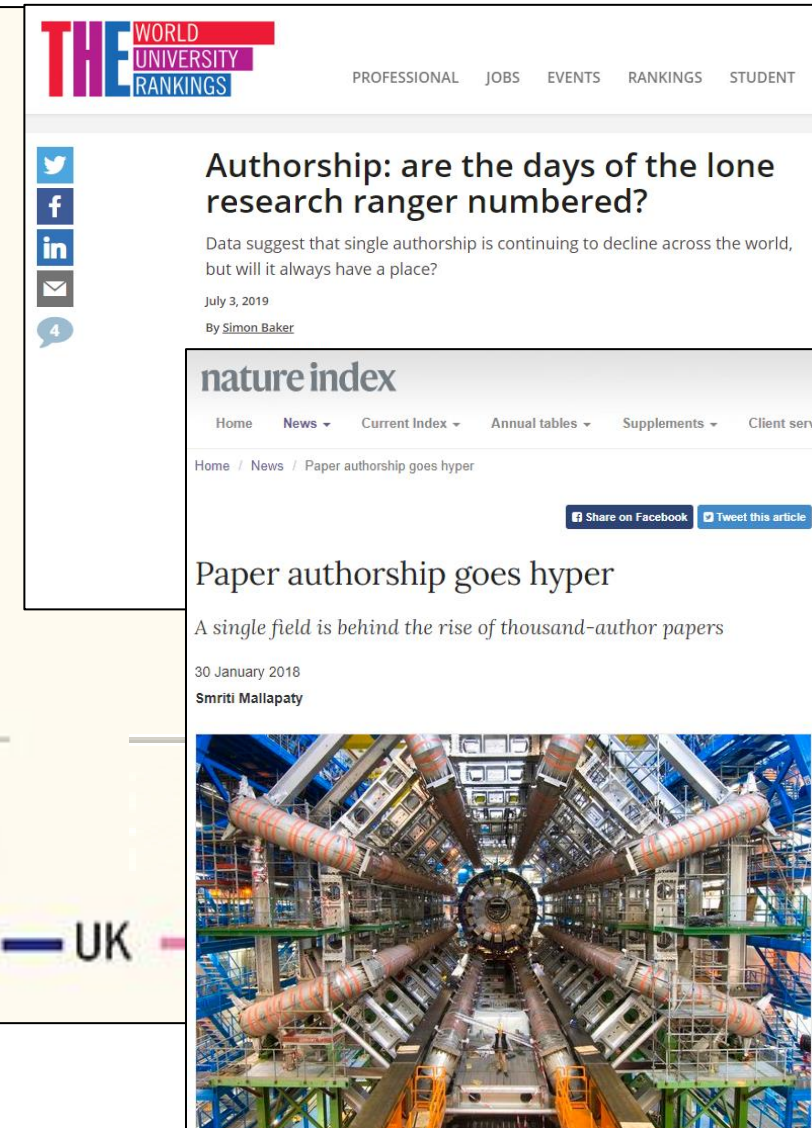 THE WORLD
UNIVERSITY
RANKINGS
PROFESSIONAL JOBS EVENTS RANKINGS STUDENT
Authorship: are the days of the lone
research ranger numbered?
Data suggest that single authorship is continuing to decline across the world,
but will it always have a place?
July 3, 2019
By Simon Baker
4
nature index
Home News Current Index Annual tables Supplements Client serv
Home / News / Paper authorship goes hyper
Share on Facebook Tweet this article
Paper authorship goes hyper
A single field is behind the rise of thousand-author papers
30 January 2018
Smriti Mallapaty
UK